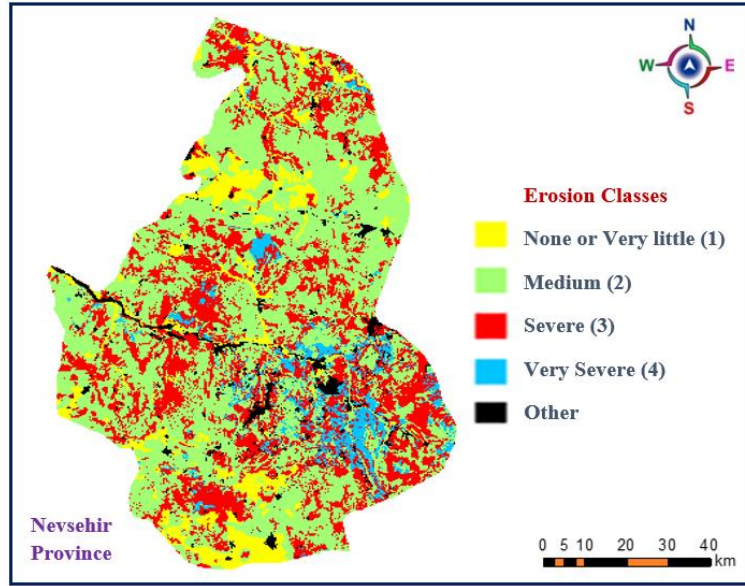 N
W E
S
Erosion Classes
None or Very little (1)
Medium (2)
Severe (3)
Very Severe (4)
Other
Nevsehir
Province
0 5 10 20 30 40
km